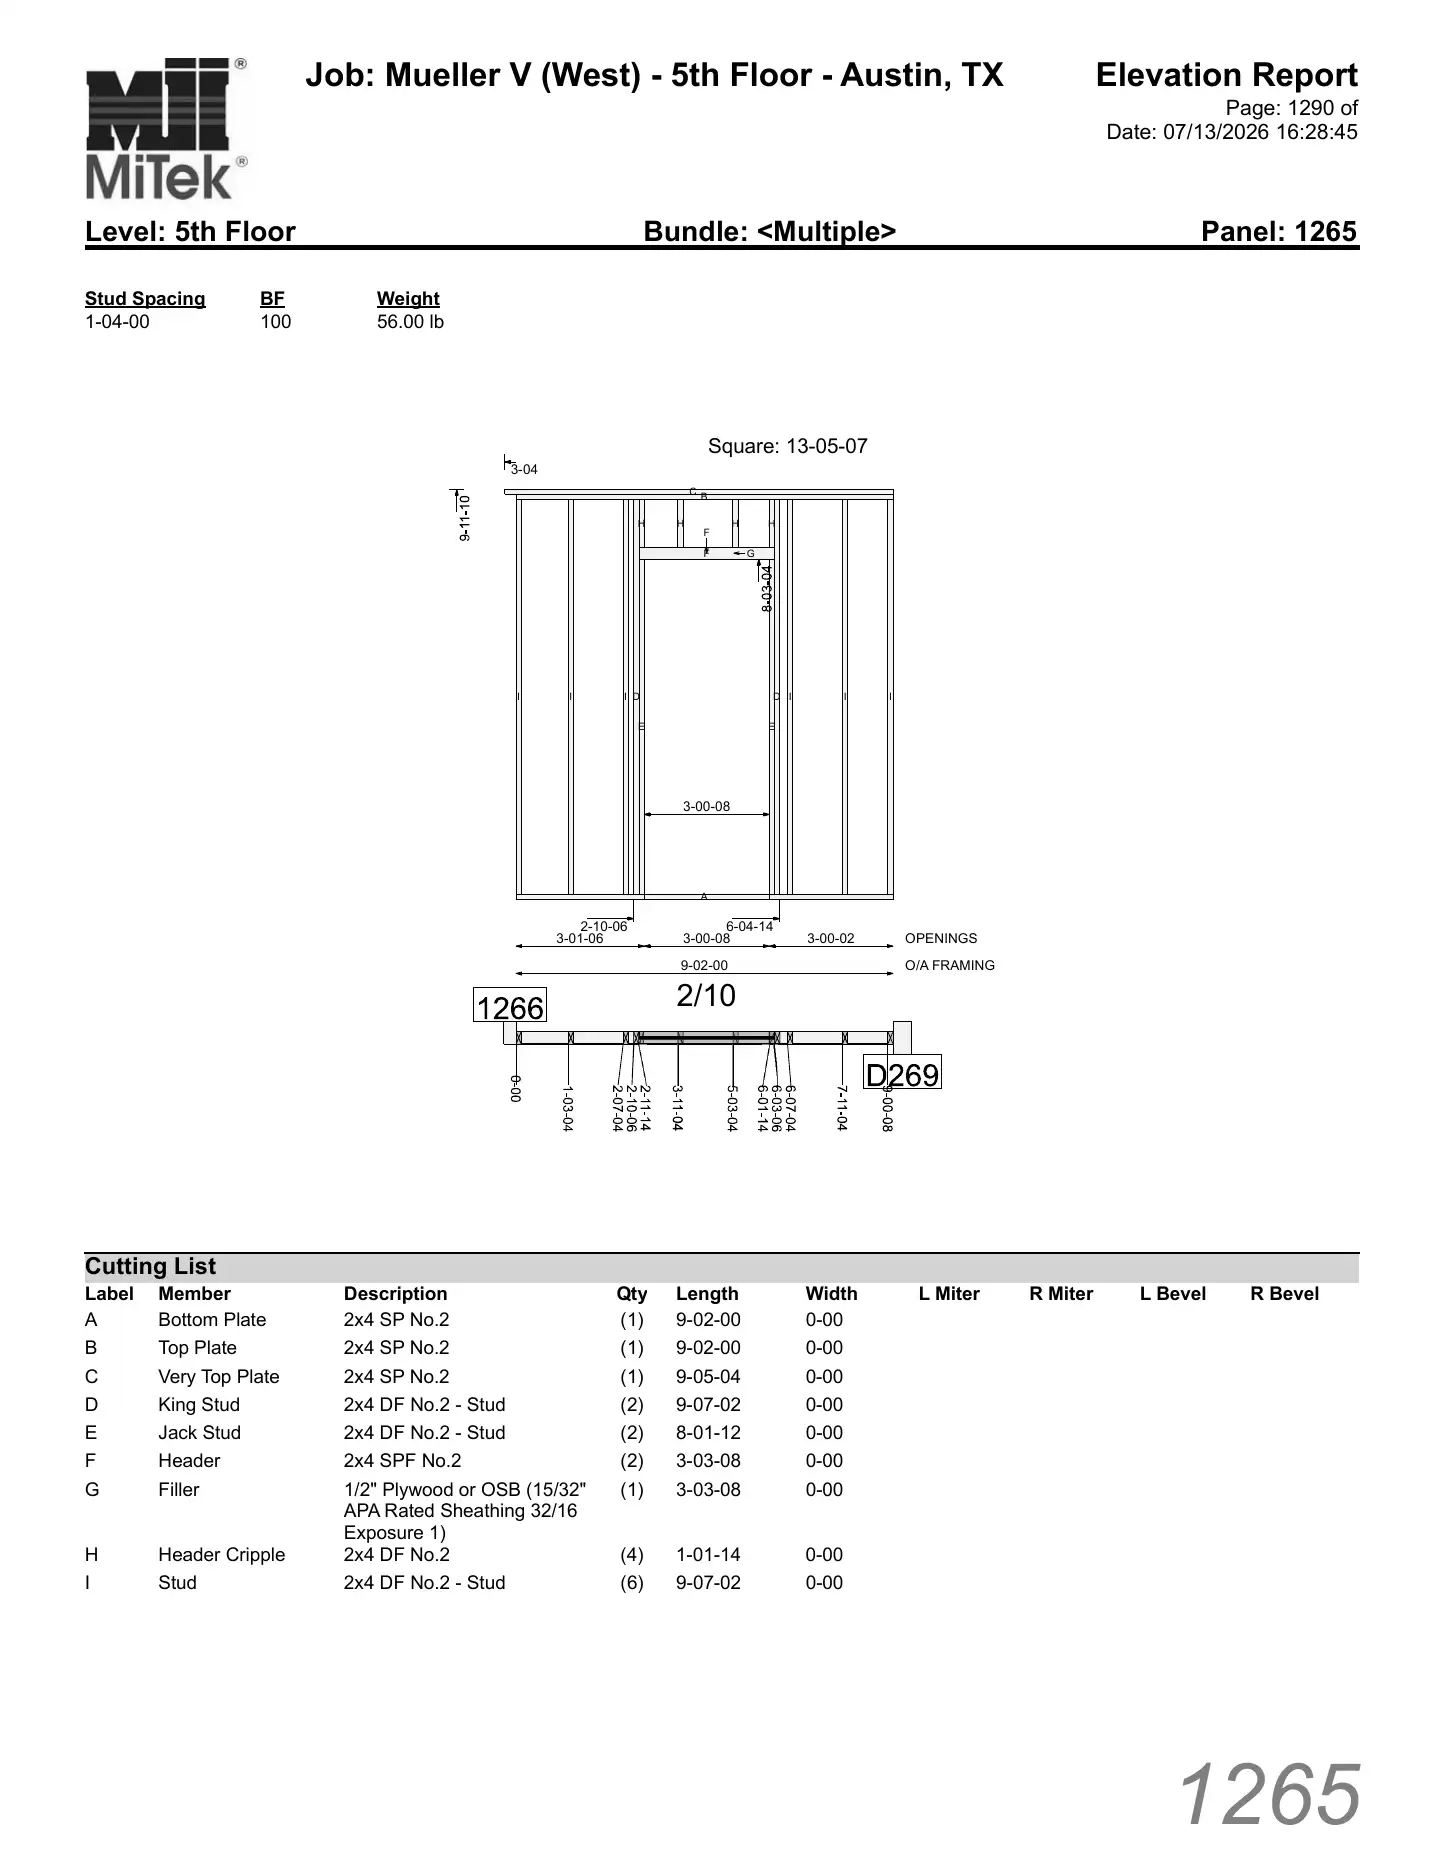 Job: Mueller V (West) - 5th Floor - Austin, TX
Elevation Report
Page: 1290 of
Date: 07/13/2026 16:28:45
MiTek®
Level: 5th Floor
Bundle: <Multiple>
Panel: 1265
Stud Spacing BF Weight
1-04-00 100 56.00 lb
Square: 13-05-07
3-04
9-11-10
C
B
H H H H
F
F G
8-03-04
I I I D D I I I
E E
3-00-08
A
2-10-06 6-04-14
3-01-06 3-00-08 3-00-02 OPENINGS
9-02-00 O/A FRAMING
2/10
1266
D269
0-00
1-03-04
2-07-04
2-10-06
2-11-14
3-11-04
5-03-04
6-01-14
6-03-06
6-07-04
7-11-04
9-00-08
Cutting List
Label Member Description Qty Length Width L Miter R Miter L Bevel R Bevel
A Bottom Plate 2x4 SP No.2 (1) 9-02-00 0-00
B Top Plate 2x4 SP No.2 (1) 9-02-00 0-00
C Very Top Plate 2x4 SP No.2 (1) 9-05-04 0-00
D King Stud 2x4 DF No.2 - Stud (2) 9-07-02 0-00
E Jack Stud 2x4 DF No.2 - Stud (2) 8-01-12 0-00
F Header 2x4 SPF No.2 (2) 3-03-08 0-00
G Filler 1/2" Plywood or OSB (15/32" (1) 3-03-08 0-00
APA Rated Sheathing 32/16
Exposure 1)
H Header Cripple 2x4 DF No.2 (4) 1-01-14 0-00
I Stud 2x4 DF No.2 - Stud (6) 9-07-02 0-00
1265